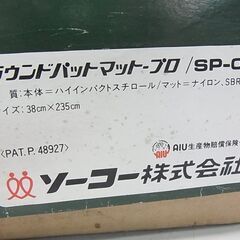 ラウンドパットマット-プロ/SP-
質:本体=ハイインパクトスチロール/マット=ナイロン、SBR
イズ:38cm×235cm
〈PAT.P.48927〉
AIU 生産物賠償保険
ソーコー株式会社